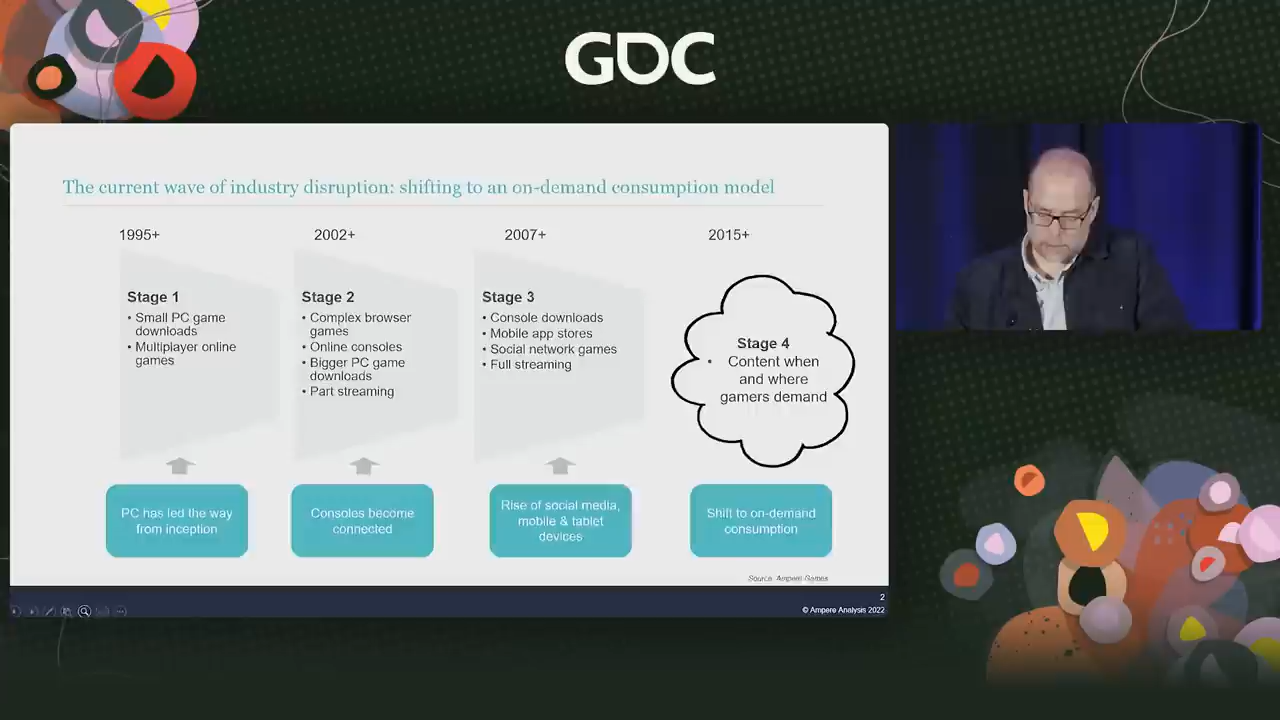 GDC
The current wave of industry disruption: shifting to an on-demand consumption model
1995+
2002+
2007+
2015+
Stage 1
• Small PC game
downloads
• Multiplayer online
games
Stage 2
• Complex browser
games
• Online consoles
• Bigger PC game
downloads
• Part streaming
Stage 3
• Console downloads
• Mobile app stores
• Social network games
• Full streaming
Stage 4
• Content when
and where
gamers demand
PC has led the way
from inception
Consoles become
connected
Rise of social media,
mobile & tablet
devices
Shift to on-demand
consumption
Source: Ampere Games
2
© Ampere Analysis 2022